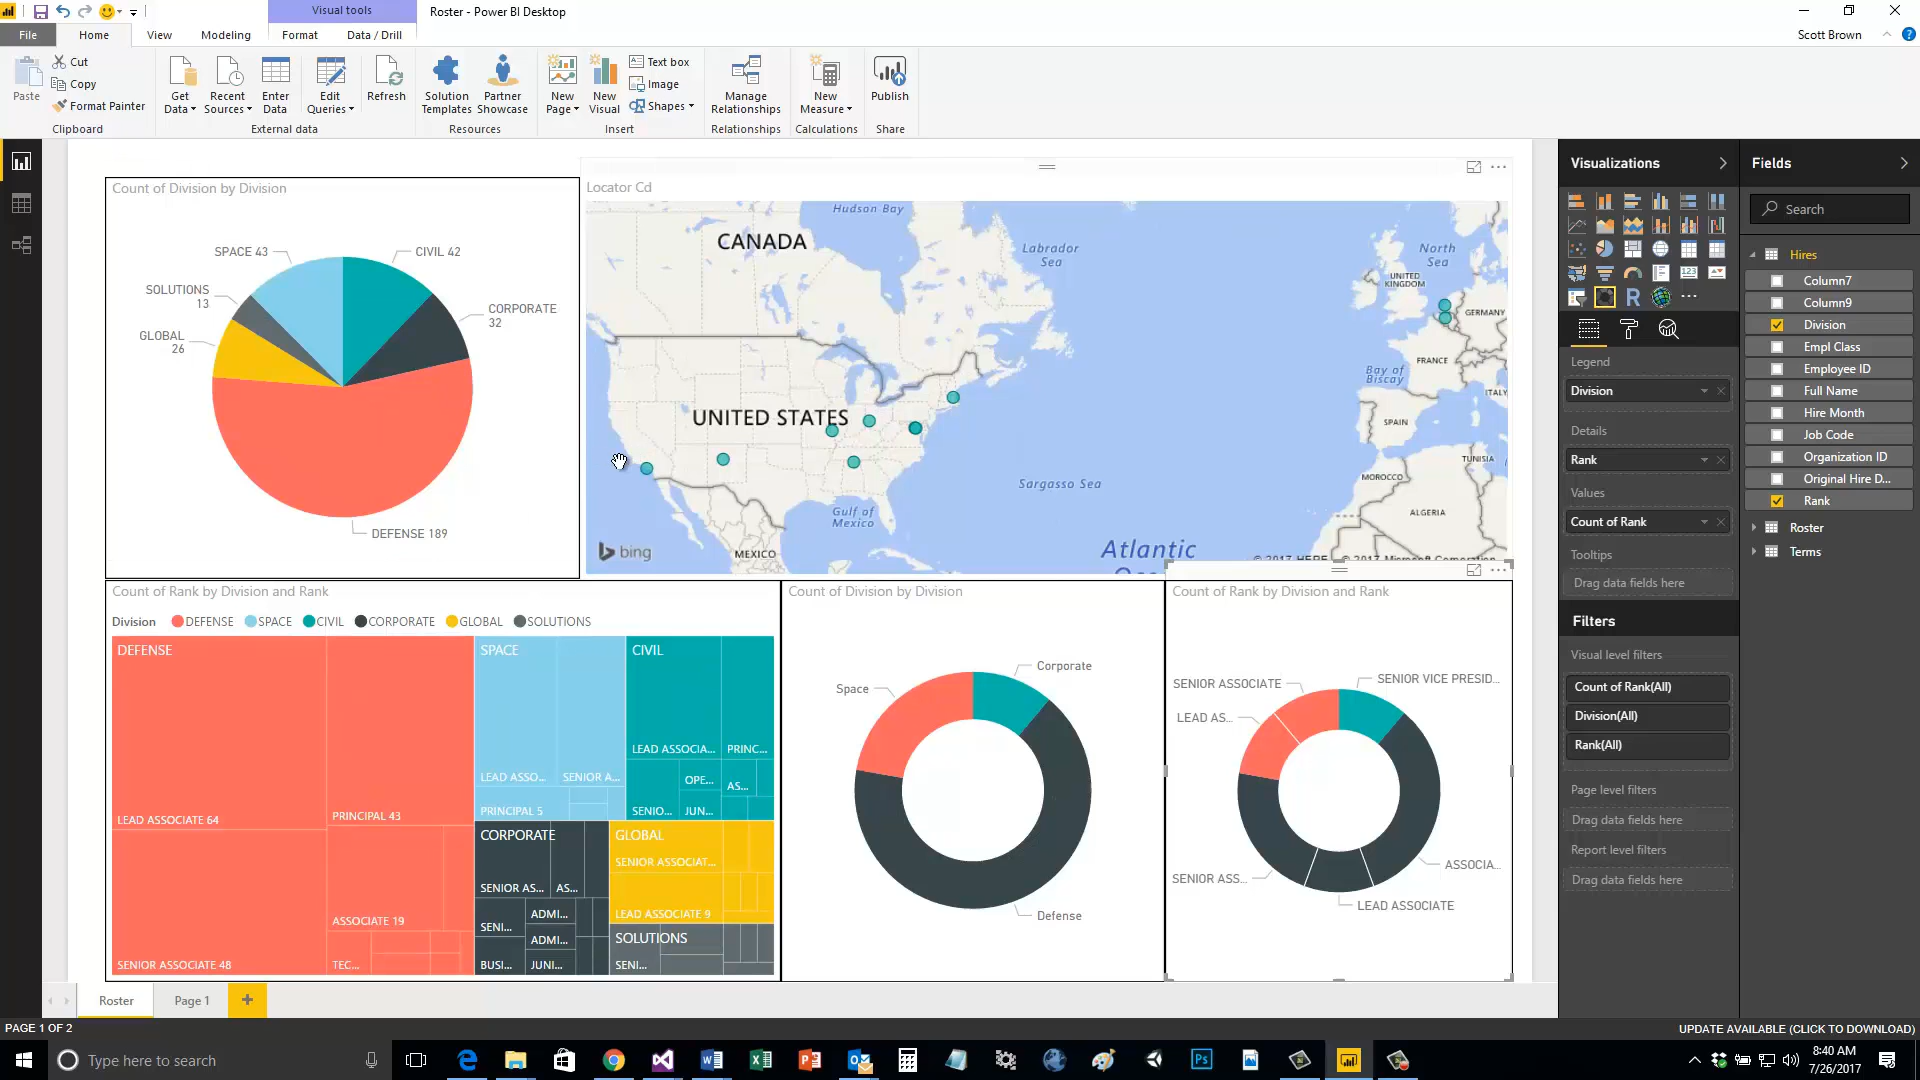 Visual tools
Roster - Power BI Desktop
File
Home
View
Modeling
Format
Data / Drill
Scott Brown
Paste
Cut
Copy
Format Painter
Clipboard
Get Data
Recent Sources
Enter Data
Edit Queries
External data
Refresh
Solution Templates
Partner Showcase
Resources
New Page
New Visual
Text box
Image
Shapes
Insert
Manage Relationships
Relationships
New Measure
Calculations
Publish
Share
Count of Division by Division
SPACE 43
CIVIL 42
SOLUTIONS 13
CORPORATE 32
GLOBAL 26
DEFENSE 189
Locator Cd
Hudson Bay
CANADA
Labrador Sea
North Sea
UNITED KINGDOM
GERMANY
FRANCE
Bay of Biscay
ITALY
UNITED STATES
SPAIN
TUNISIA
MOROCCO
Sargasso Sea
ALGERIA
Gulf of Mexico
MEXICO
bing
Atlantic
© 2017 HERE
© 2017 Microsoft Corporation
Count of Rank by Division and Rank
Division DEFENSE SPACE CIVIL CORPORATE GLOBAL SOLUTIONS
DEFENSE
LEAD ASSOCIATE 64
PRINCIPAL 43
ASSOCIATE 19
SENIOR ASSOCIATE 48
TEC...
SPACE
LEAD ASSO...
SENIOR A...
PRINCIPAL 5
CIVIL
LEAD ASSOCIA...
PRINC...
OPE...
AS...
SENIO...
JUN...
CORPORATE
SENIOR AS...
AS...
SENI...
ADMI...
ADMI...
BUSI...
JUNI...
GLOBAL
SENIOR ASSOCIAT...
LEAD ASSOCIATE 9
SOLUTIONS
SENI...
Count of Division by Division
Corporate
Space
Defense
Count of Rank by Division and Rank
SENIOR ASSOCIATE
SENIOR VICE PRESID...
LEAD AS...
SENIOR ASS...
ASSOCIA...
LEAD ASSOCIATE
Visualizations
R
Legend
Division
Details
Rank
Values
Count of Rank
Tooltips
Drag data fields here
Filters
Visual level filters
Count of Rank(All)
Division(All)
Rank(All)
Page level filters
Drag data fields here
Report level filters
Drag data fields here
Fields
Search
Hires
Column7
Column9
Division
Empl Class
Employee ID
Full Name
Hire Month
Job Code
Organization ID
Original Hire D...
Rank
Roster
Terms
Roster
Page 1
PAGE 1 OF 2
UPDATE AVAILABLE (CLICK TO DOWNLOAD)
Type here to search
8:40 AM
7/26/2017